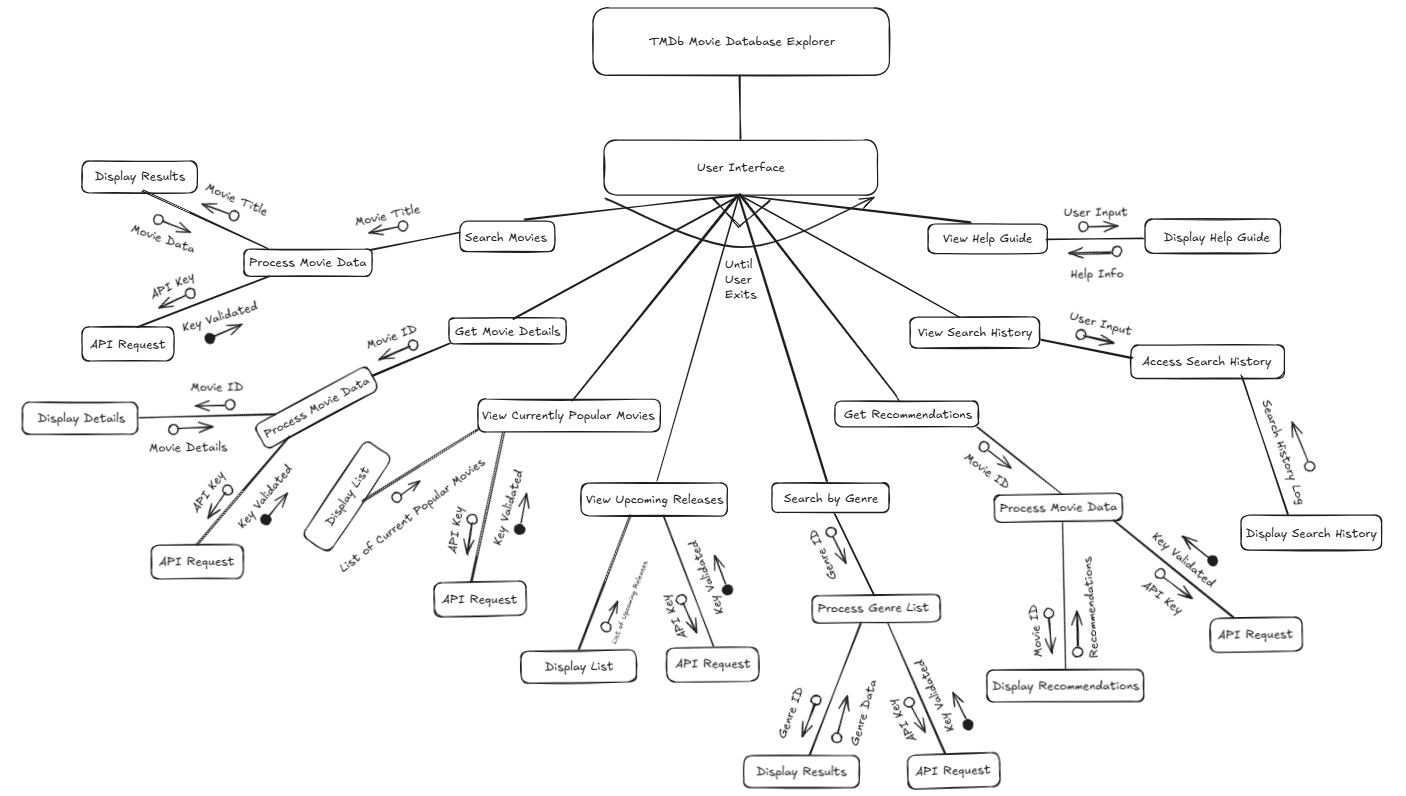 TMDb Movie Database Explorer
User Interface
Until
User
Exits
Search Movies
Movie Title
Process Movie Data
Movie Title
Movie Data
Display Results
API Key
Key Validated
API Request
Get Movie Details
Movie ID
Process Movie Data
Movie ID
Movie Details
Display Details
API Key
Key Validated
API Request
View Currently Popular Movies
List of Current Popular Movies
Display List
API Key
Key Validated
API Request
View Upcoming Releases
List of Upcoming Releases
Display List
API Key
Key Validated
API Request
Search by Genre
Genre ID
Process Genre List
Genre ID
Genre Data
Display Results
API Key
Key Validated
API Request
Get Recommendations
Movie ID
Process Movie Data
Movie ID
Recommendations
Display Recommendations
Key Validated
API Key
API Request
View Search History
User Input
Access Search History
Search History Log
Display Search History
View Help Guide
User Input
Help Info
Display Help Guide